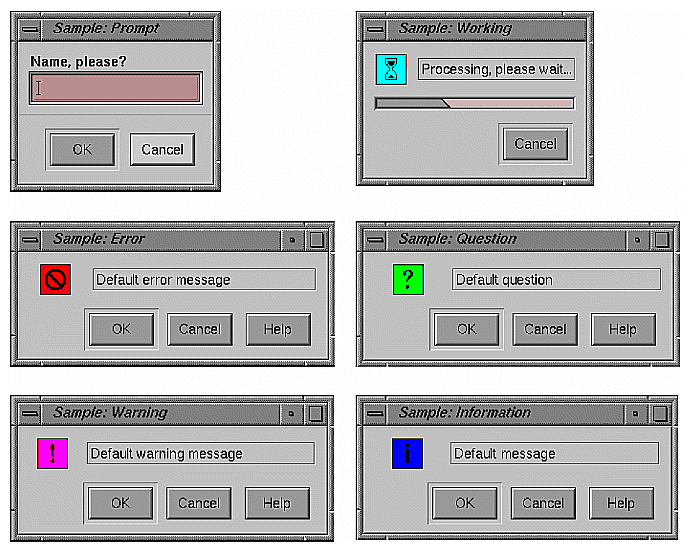 Sample: Prompt
Name, please?
OK
Cancel
Sample: Working
Processing, please wait...
Cancel
Sample: Error
Default error message
OK
Cancel
Help
Sample: Question
?
Default question
OK
Cancel
Help
Sample: Warning
!
Default warning message
OK
Cancel
Help
Sample: Information
i
Default message
OK
Cancel
Help